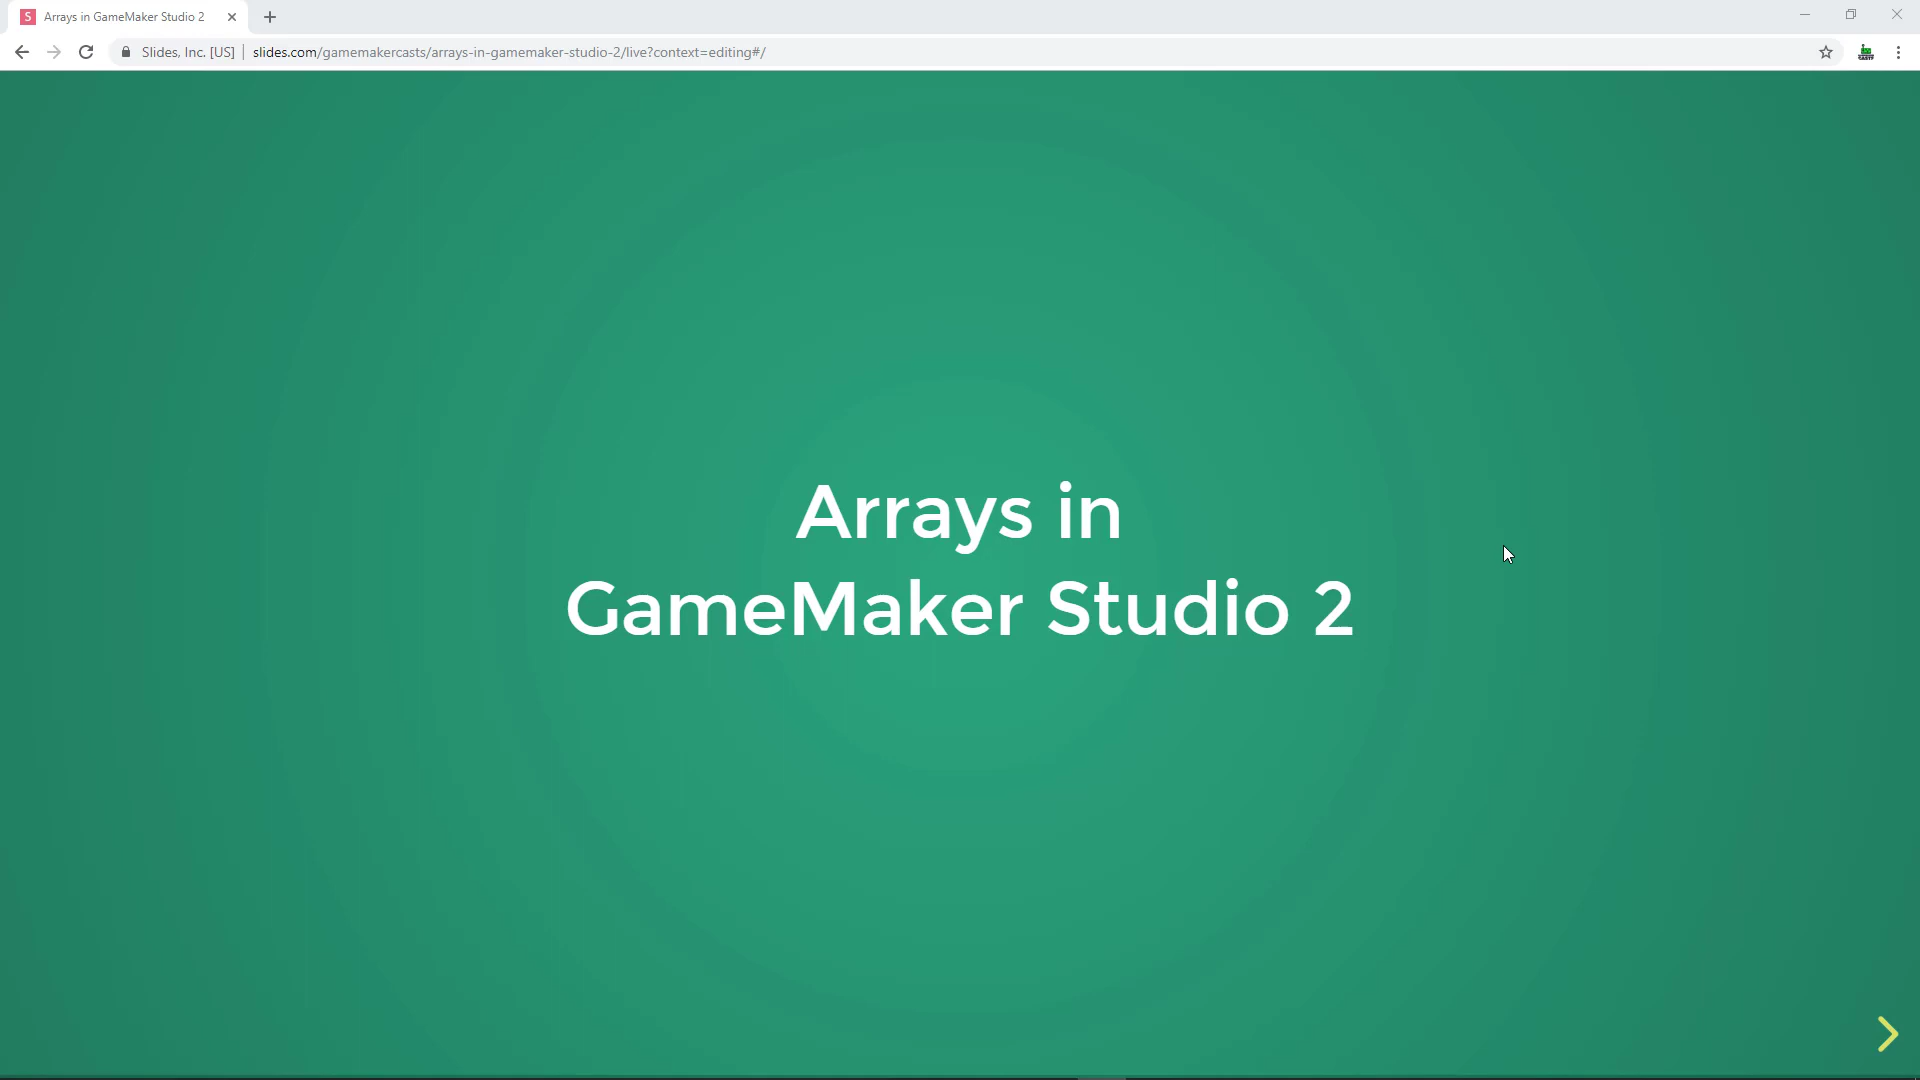 S Arrays in GameMaker Studio 2
Slides, Inc. [US] | slides.com/gamemakercasts/arrays-in-gamemaker-studio-2/live?context=editing#/
Arrays in
GameMaker Studio 2